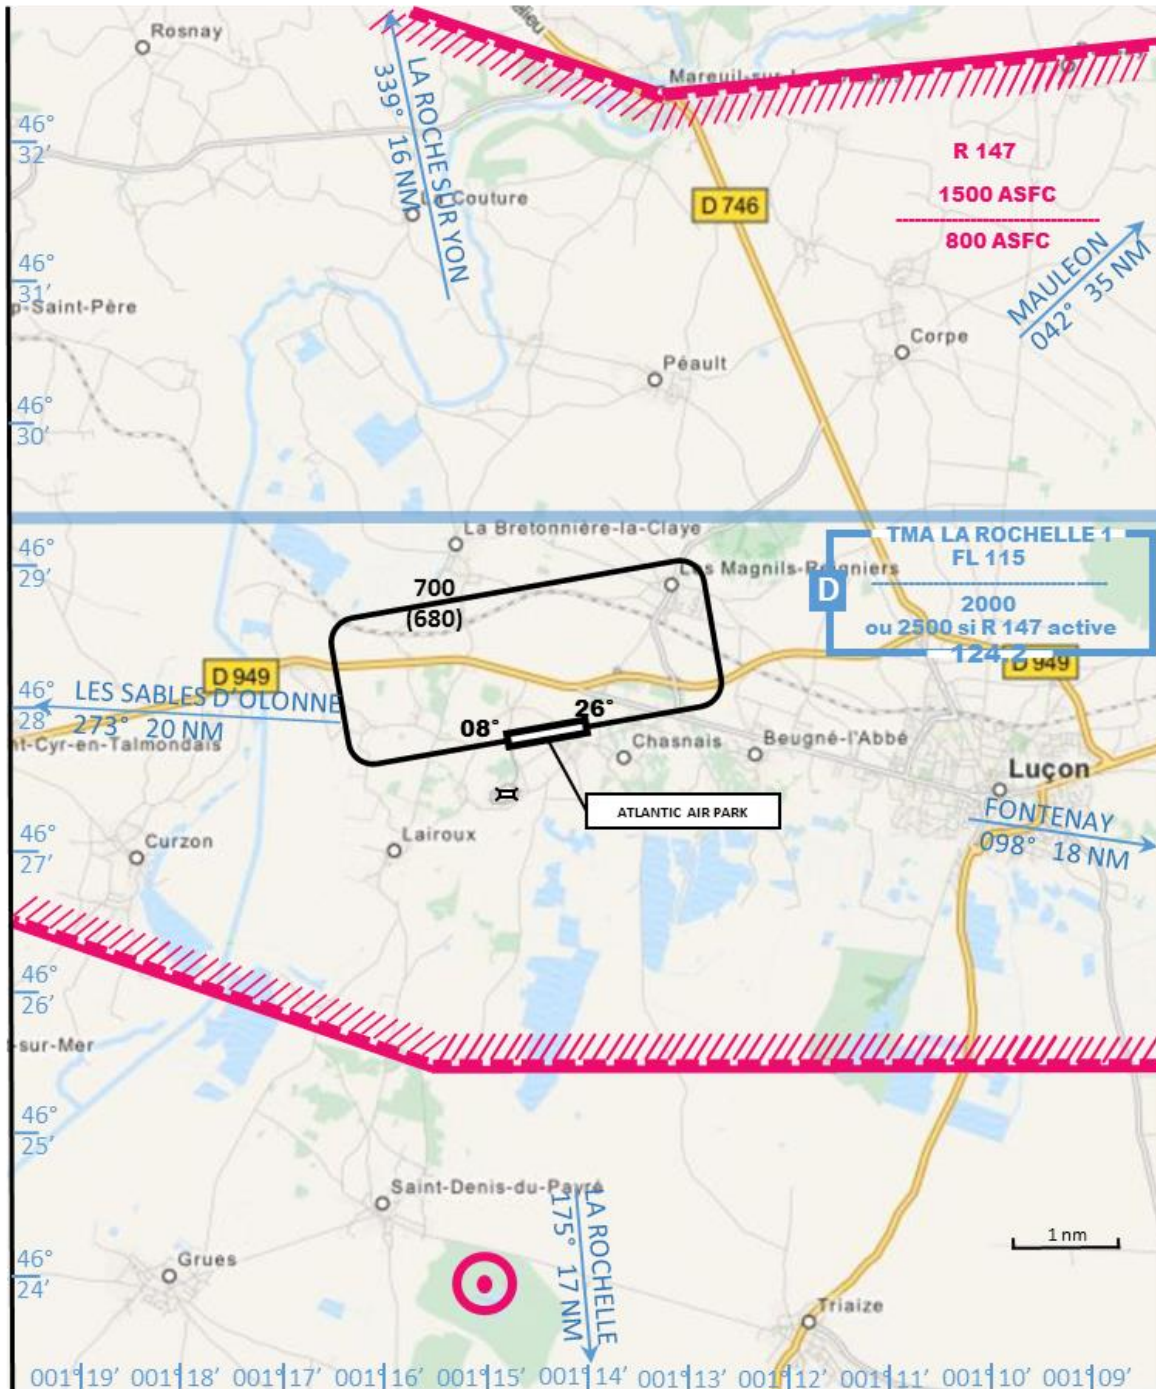 Rosnay
alieu
LA ROCHE SUR YON
339° 16 NM
Mareuil-sur-L
46°
32'
R 147
1500 ASFC
800 ASFC
La Couture
D 746
MAULEON
042° 35 NM
46°
31'
p-Saint-Père
Corpe
Péault
46°
30'
La Bretonnière-la-Claye
TMA LA ROCHELLE 1
FL 115
D
2000
ou 2500 si R 147 active
124.2
46°
29'
Les Magnils-Reigniers
700
(680)
D 949
D 949
46°
28'
LES SABLES D'OLONNE
273° 20 NM
nt-Cyr-en-Talmondais
08°
26°
Chasnais
Beugné-l'Abbé
Luçon
ATLANTIC AIR PARK
FONTENAY
098° 18 NM
46°
27'
Curzon
Lairoux
46°
26'
-sur-Mer
46°
25'
Saint-Denis-du-Payré
LA ROCHELLE
175° 17 NM
1 nm
Grues
46°
24'
Triaize
001°19' 001°18' 001°17' 001°16' 001°15' 001°14' 001°13' 001°12' 001°11' 001°10' 001°09'